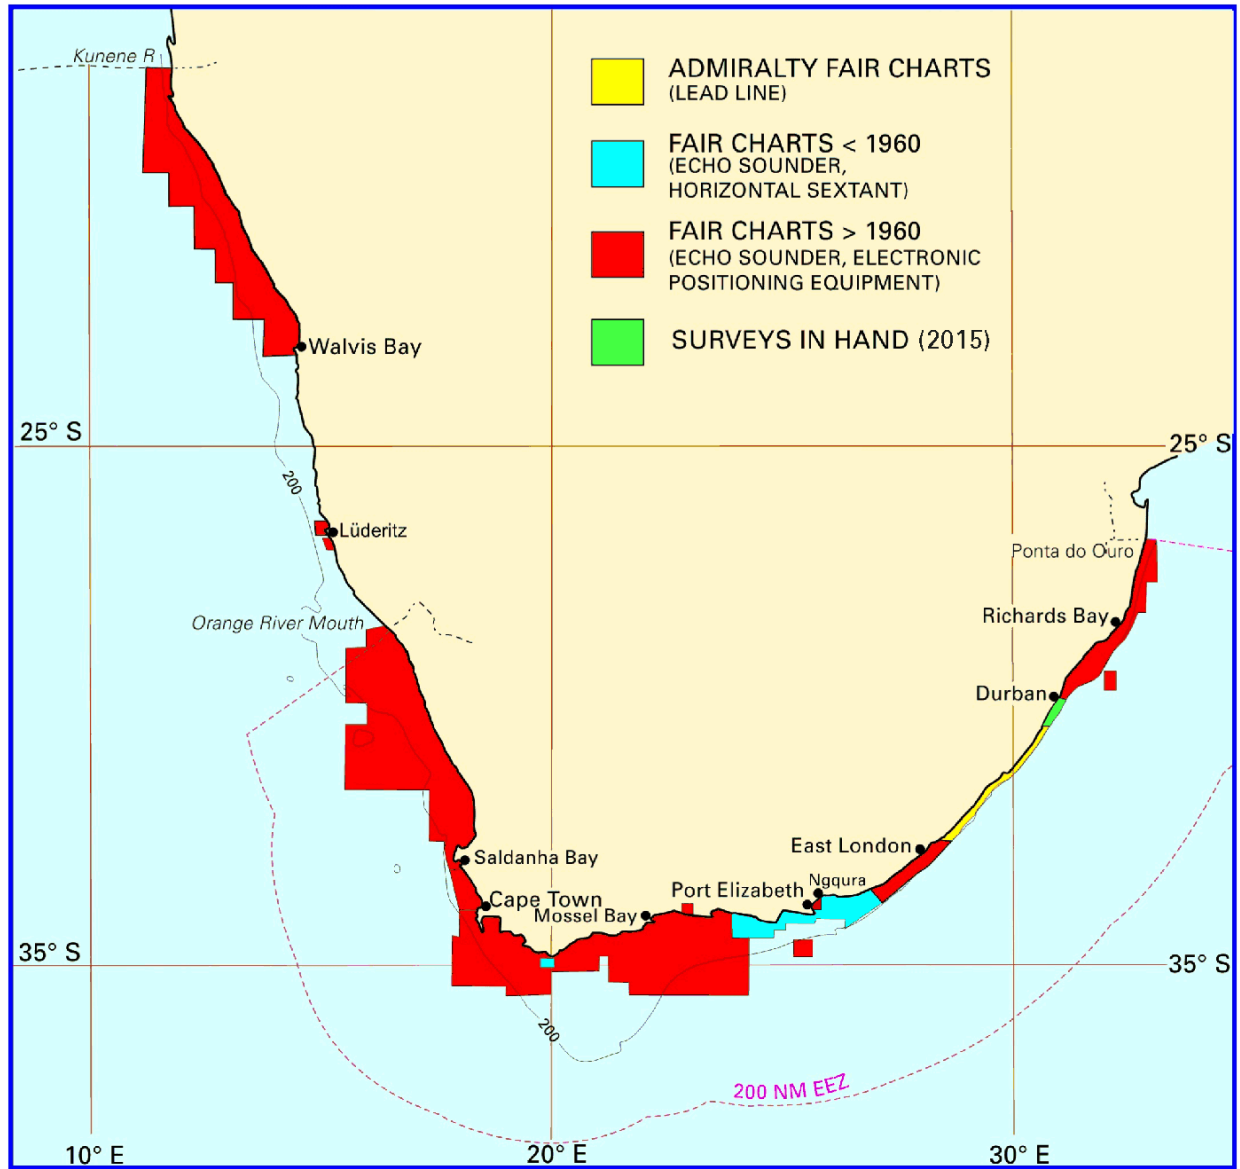 Kunene R
ADMIRALTY FAIR CHARTS
(LEAD LINE)
FAIR CHARTS < 1960
(ECHO SOUNDER,
HORIZONTAL SEXTANT)
FAIR CHARTS > 1960
(ECHO SOUNDER, ELECTRONIC
POSITIONING EQUIPMENT)
SURVEYS IN HAND (2015)
Walvis Bay
25° S
25° S
200
Lüderitz
Ponta do Ouro
Orange River Mouth
Richards Bay
Durban
East London
Saldanha Bay
Ngqura
Port Elizabeth
Cape Town
Mossel Bay
35° S
35° S
200
200 NM EEZ
10° E
20° E
30° E